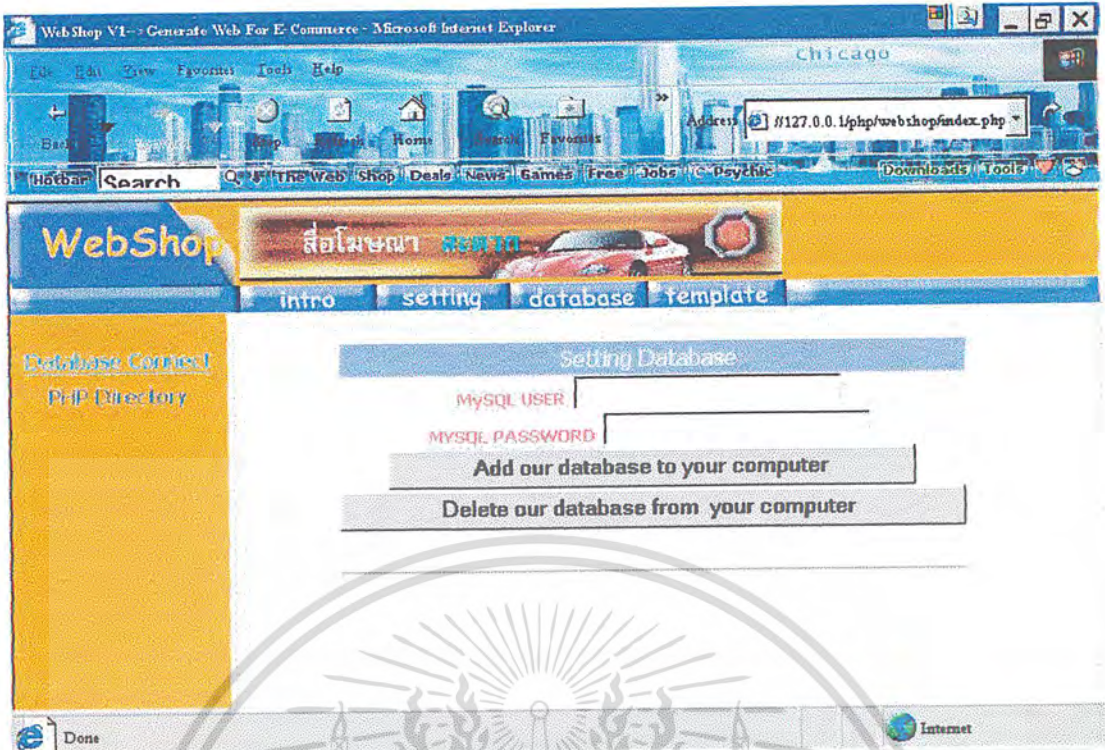 WebShop V1--> Generate Web For E-Commerce - Microsoft Internet Explorer
chicago
File Edit View Favorites Tools Help
Back Stop Refresh Home Search Favorites » Address //127.0.0.1/php/webshop/index.php
Hotbar Search The Web Shop Deals News Games Free Jobs Psychic Downloads Tools
WebShop สื่อโฆษณา
intro setting database template
Database Connect
PHP Directory
Setting Database
MySQL USER
MYSQL PASSWORD
Add our database to your computer
Delete our database from your computer
Done Internet